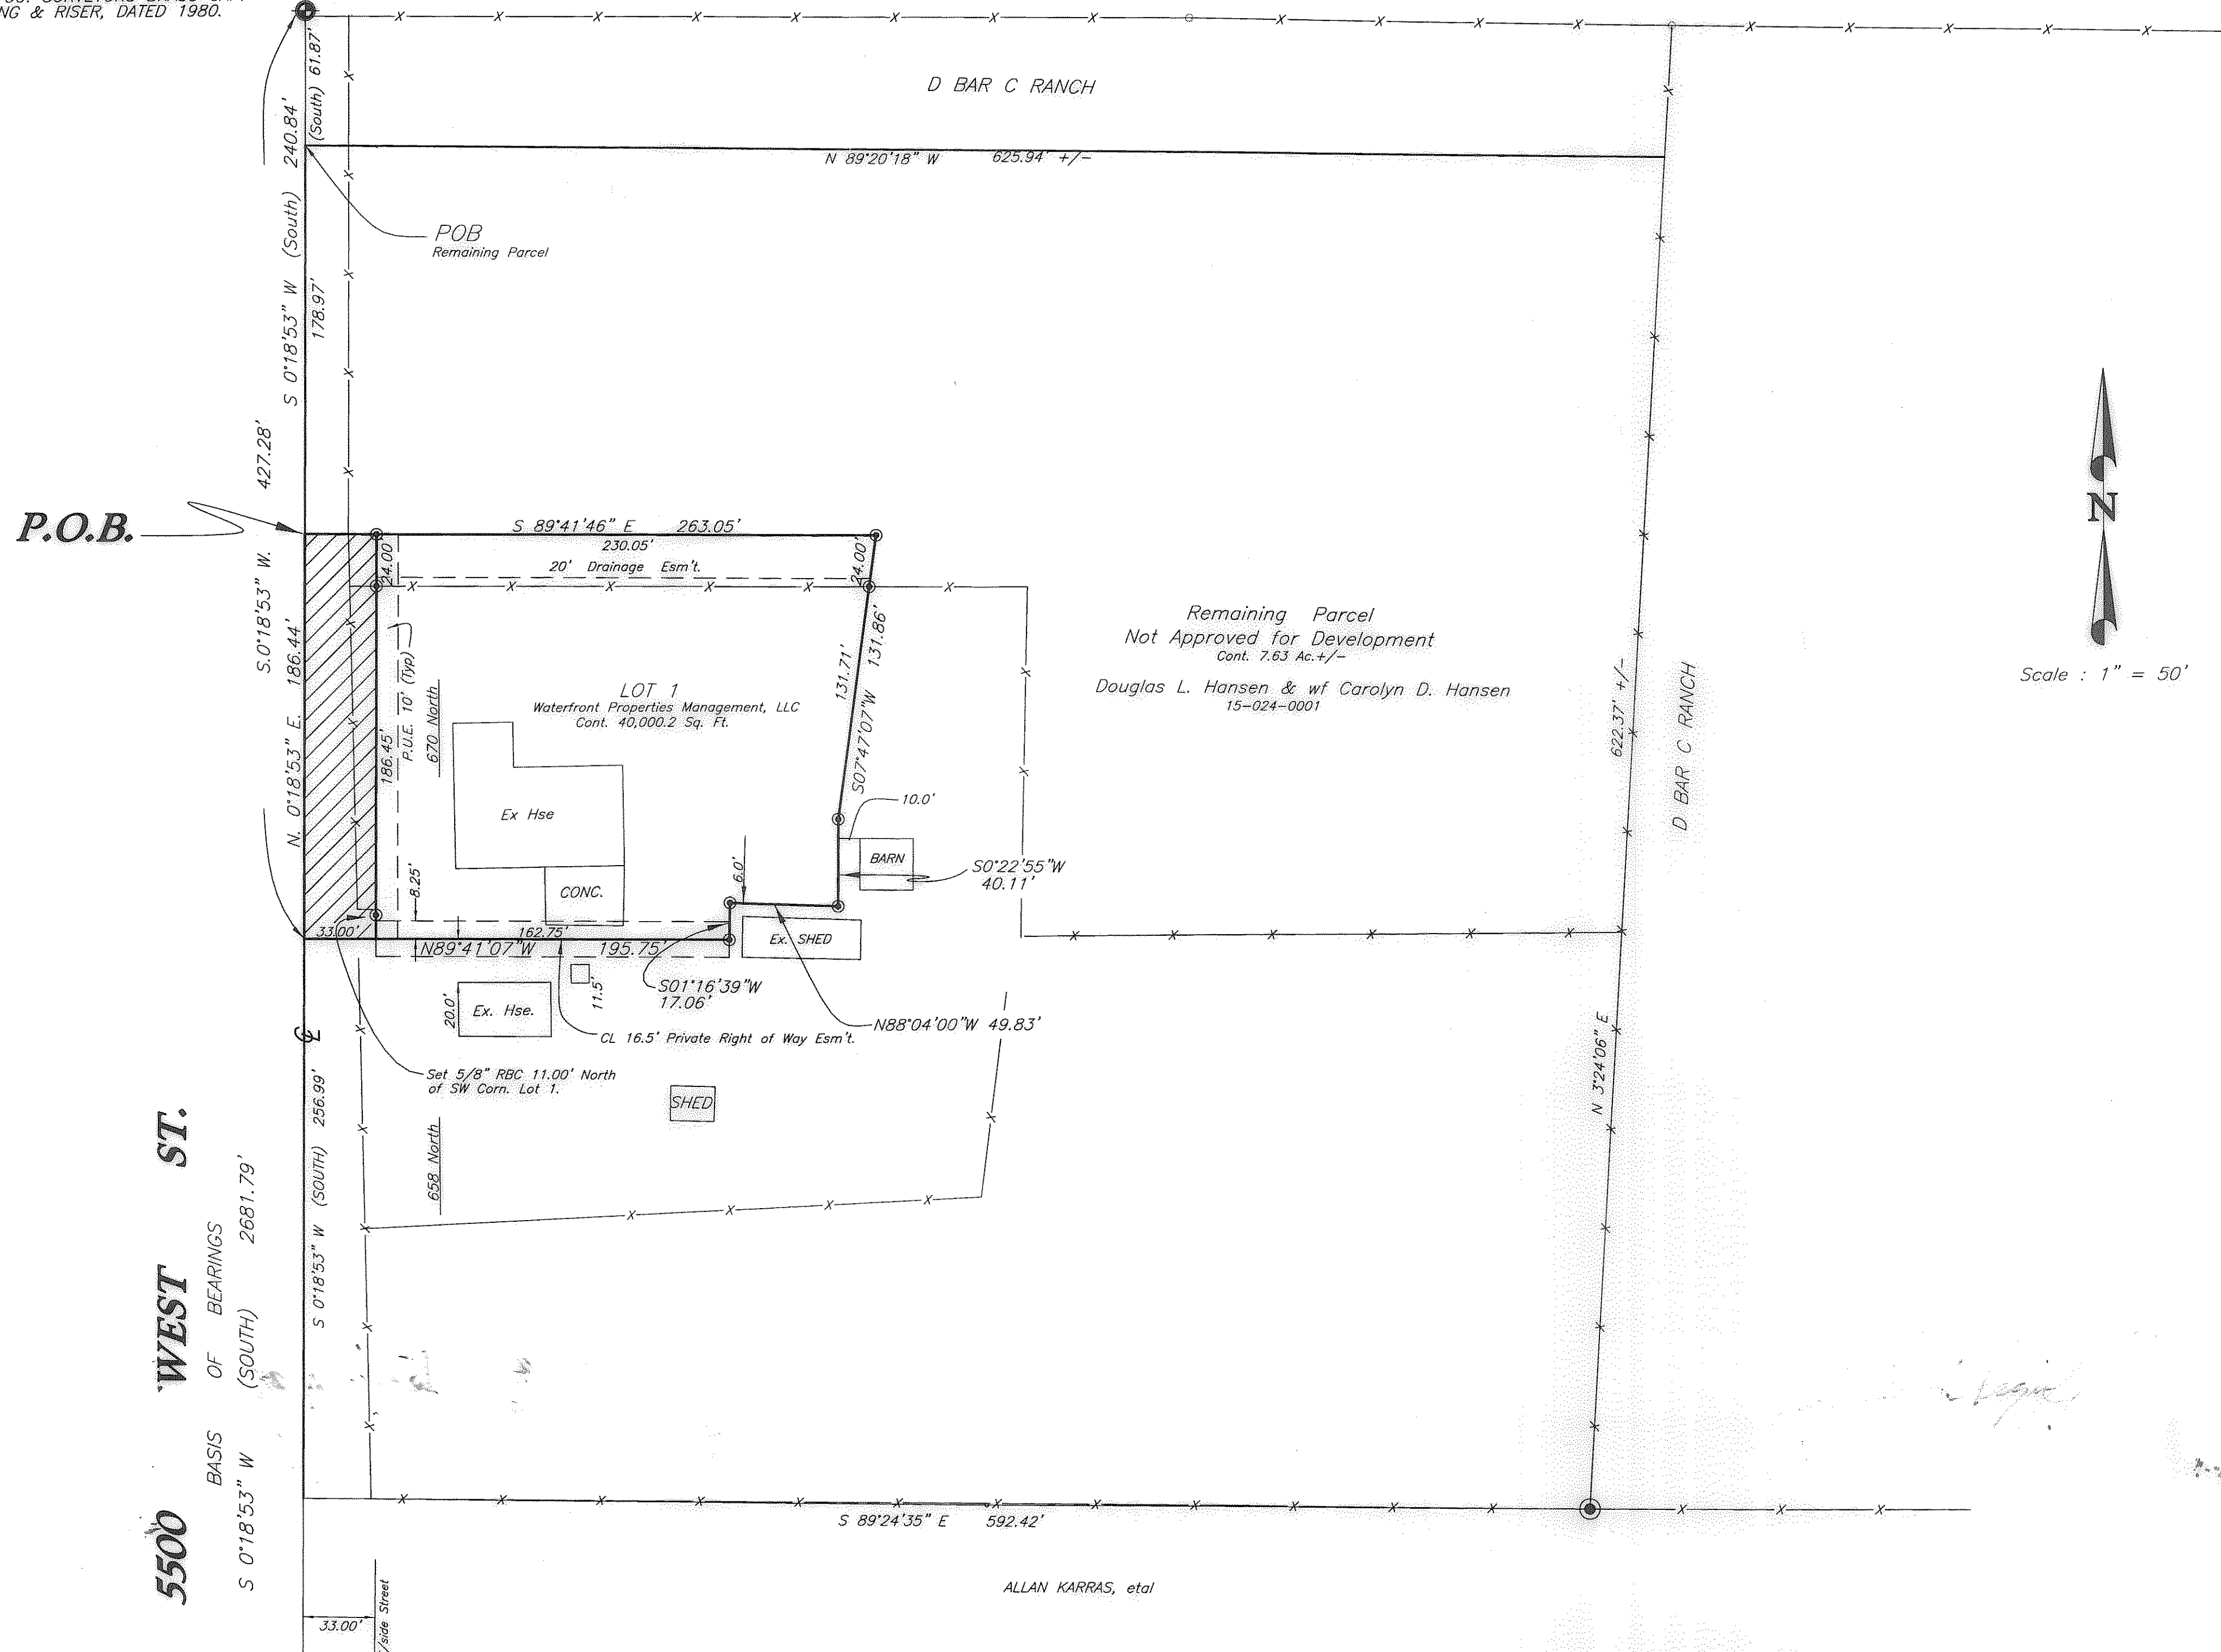 NG & RISER, DATED 1980.
(South) 61.87'
D BAR C RANCH
S 0°18'53" W (South) 240.84'
N 89°20'18" W 625.94' +/-
POB
Remaining Parcel
178.97'
S.0°18'53" W. 427.28'
P.O.B.
S 89°41'46" E 263.05'
230.05'
24.00'
20' Drainage Esm't.
24.00'
N. 0°18'53" E. 186.44'
186.45'
P.U.E. 10' (Typ)
670 North
LOT 1
Waterfront Properties Management, LLC
Cont. 40,000.2 Sq. Ft.
131.71'
S07°47'07"W 131.86'
Remaining Parcel
Not Approved for Development
Cont. 7.63 Ac.+/-
Douglas L. Hansen & wf Carolyn D. Hansen
15-024-0001
622.37' +/-
D BAR C RANCH
N
Scale : 1" = 50'
Ex Hse
10.0'
BARN
S0°22'55"W
40.11'
6.0'
8.25'
CONC.
33.00'
162.75'
N89°41'07"W 195.75'
Ex. SHED
S01°16'39"W
17.06'
11.5'
20.0'
Ex. Hse.
N88°04'00"W 49.83'
CL 16.5' Private Right of Way Esm't.
Set 5/8" RBC 11.00' North
of SW Corn. Lot 1.
SHED
658 North
N 3°24'06" E
S 0°18'53" W (SOUTH) 256.99'
5500 WEST ST.
BASIS OF BEARINGS
S 0°18'53" W (SOUTH) 2681.79'
S 89°24'35" E 592.42'
ALLAN KARRAS, etal
33.00'
/side Street